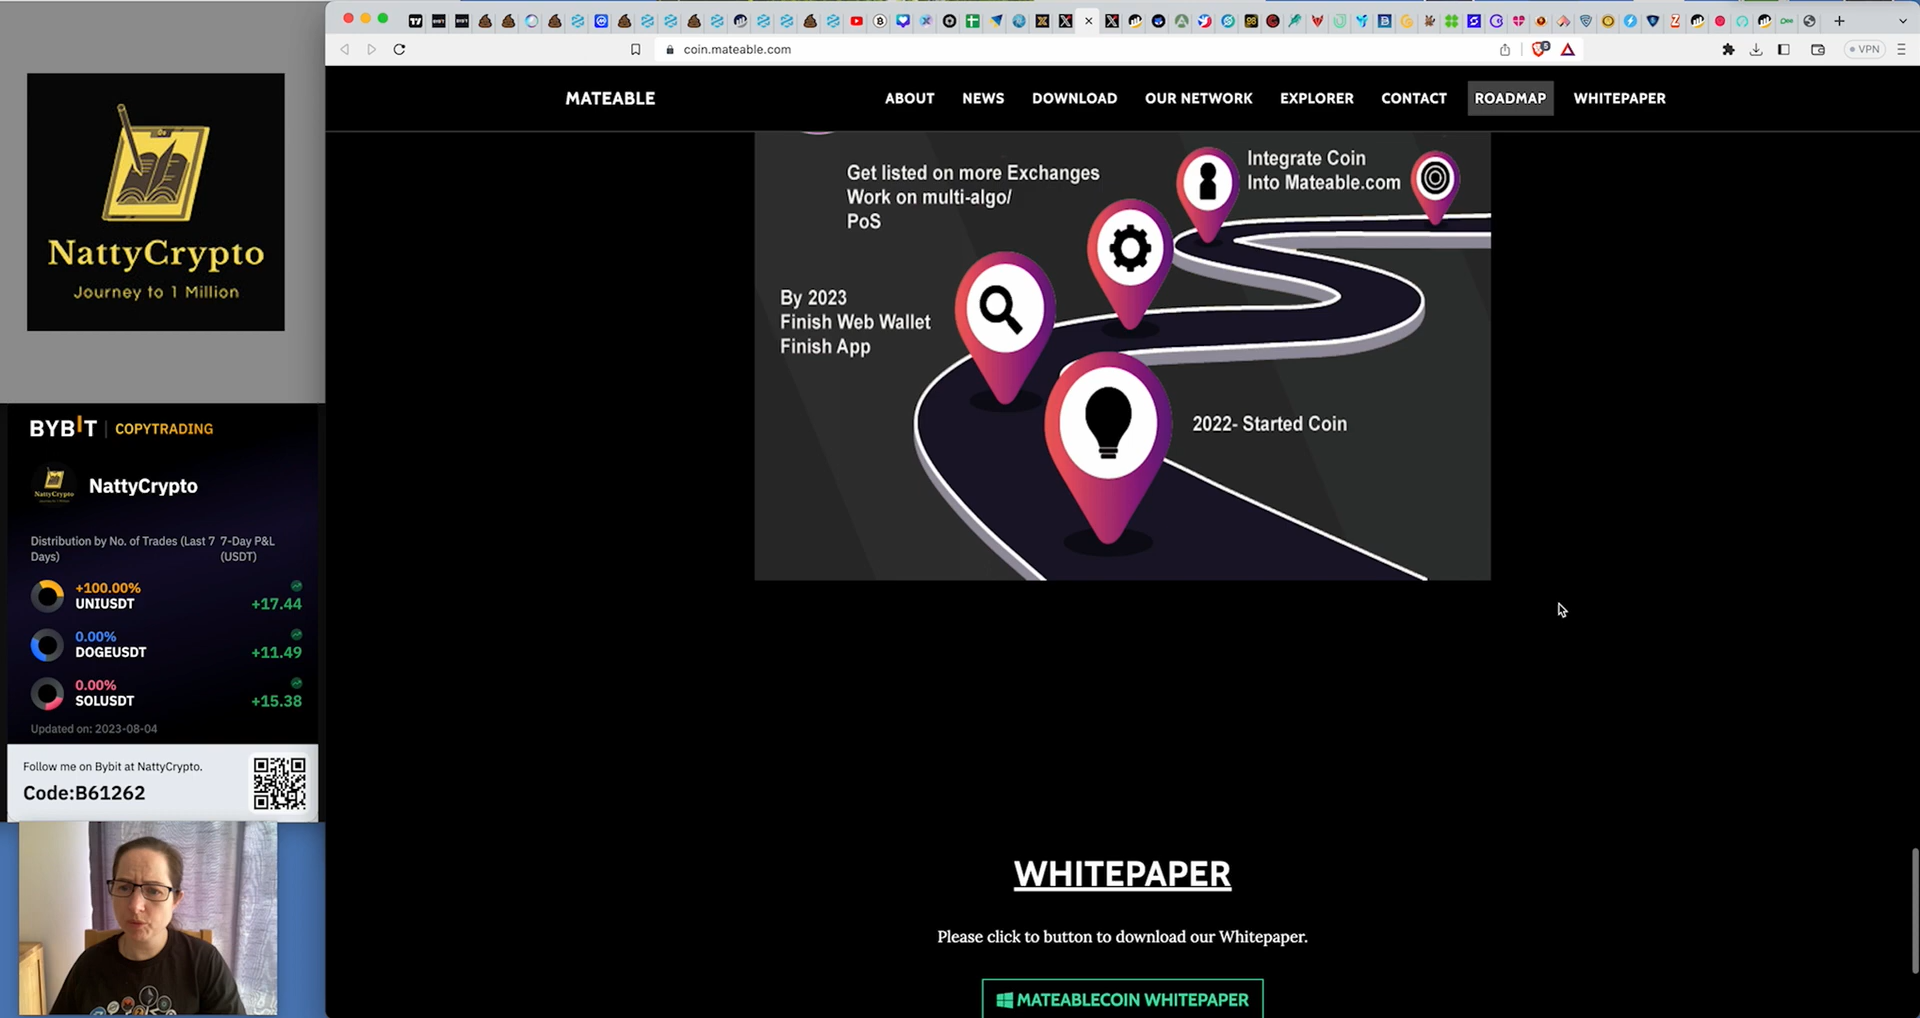 NattyCrypto
Journey to 1 Million
BYBIT | COPYTRADING
NattyCrypto
NattyCrypto
Distribution by No. of Trades (Last 7 Days)
7-Day P&L (USDT)
+100.00%
UNIUSDT
+17.44
0.00%
DOGEUSDT
+11.49
0.00%
SOLUSDT
+15.38
Updated on: 2023-08-04
Follow me on Bybit at NattyCrypto.
Code:B61262
coin.mateable.com
VPN
MATEABLE
ABOUT
NEWS
DOWNLOAD
OUR NETWORK
EXPLORER
CONTACT
ROADMAP
WHITEPAPER
Get listed on more Exchanges
Work on multi-algo/
PoS
Integrate Coin
Into Mateable.com
By 2023
Finish Web Wallet
Finish App
2022- Started Coin
WHITEPAPER
Please click to button to download our Whitepaper.
MATEABLECOIN WHITEPAPER